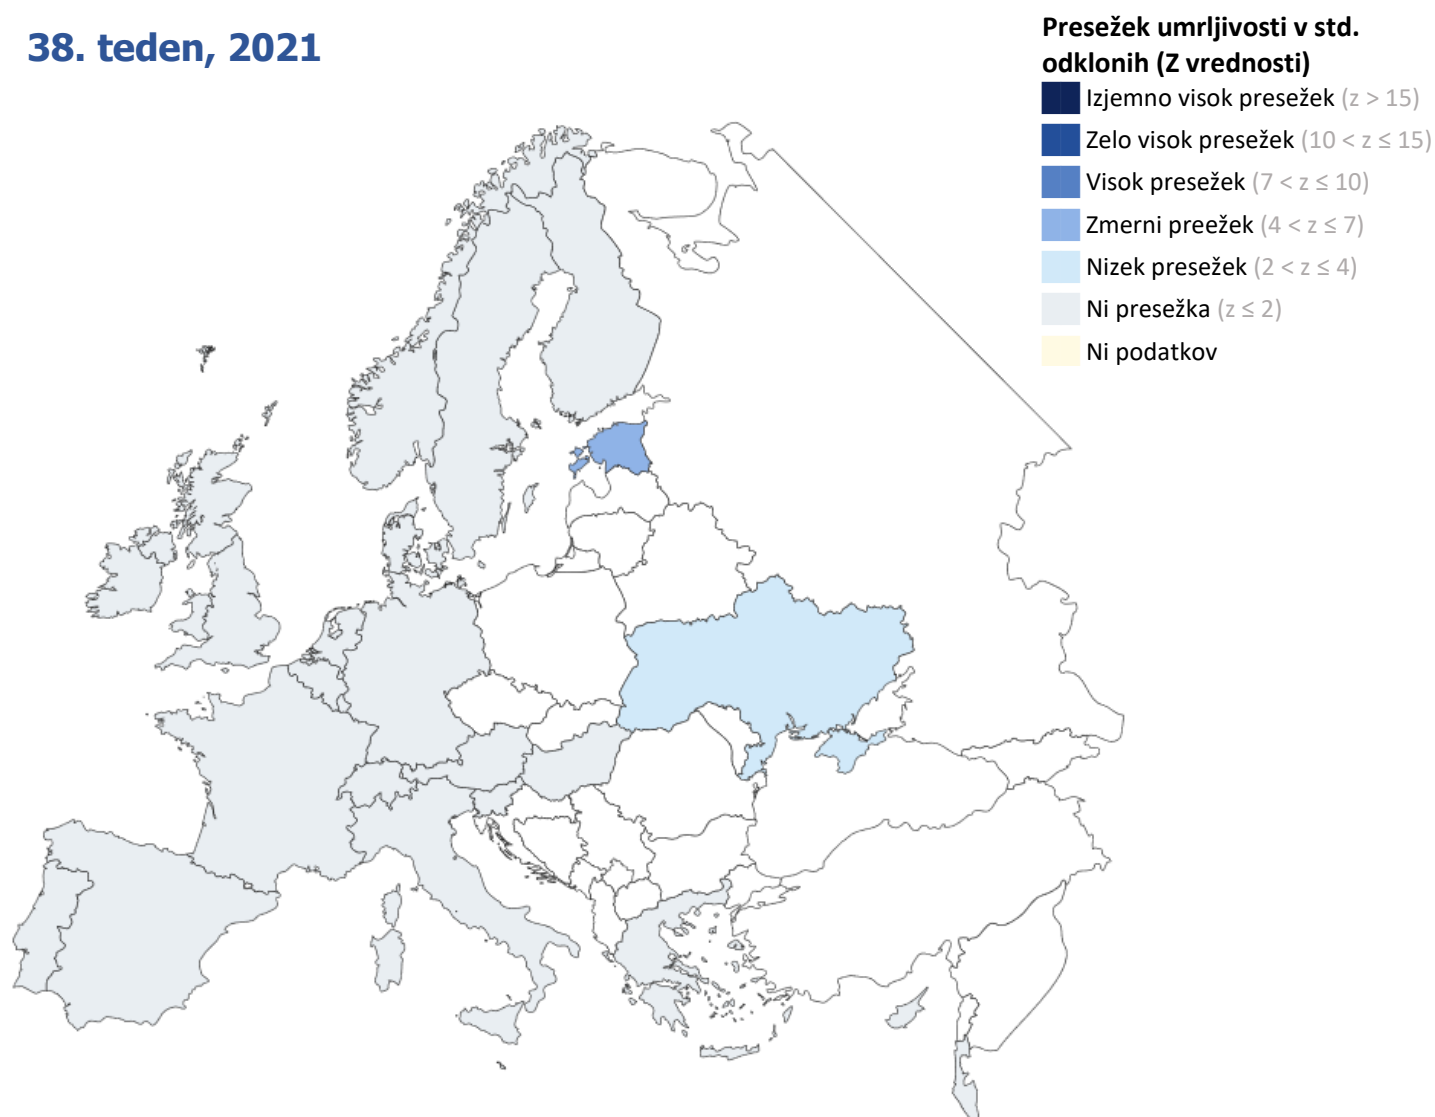 38. teden, 2021
Presežek umrljivosti v std.
odklonih (Z vrednosti)
Izjemno visok presežek (z > 15)
Zelo visok presežek (10 < z ≤ 15)
Visok presežek (7 < z ≤ 10)
Zmerni preežek (4 < z ≤ 7)
Nizek presežek (2 < z ≤ 4)
Ni presežka (z ≤ 2)
Ni podatkov